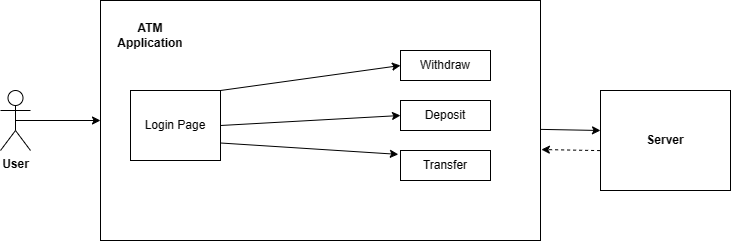 ATM
Application
Withdraw
Login Page
Deposit
Transfer
User
Server